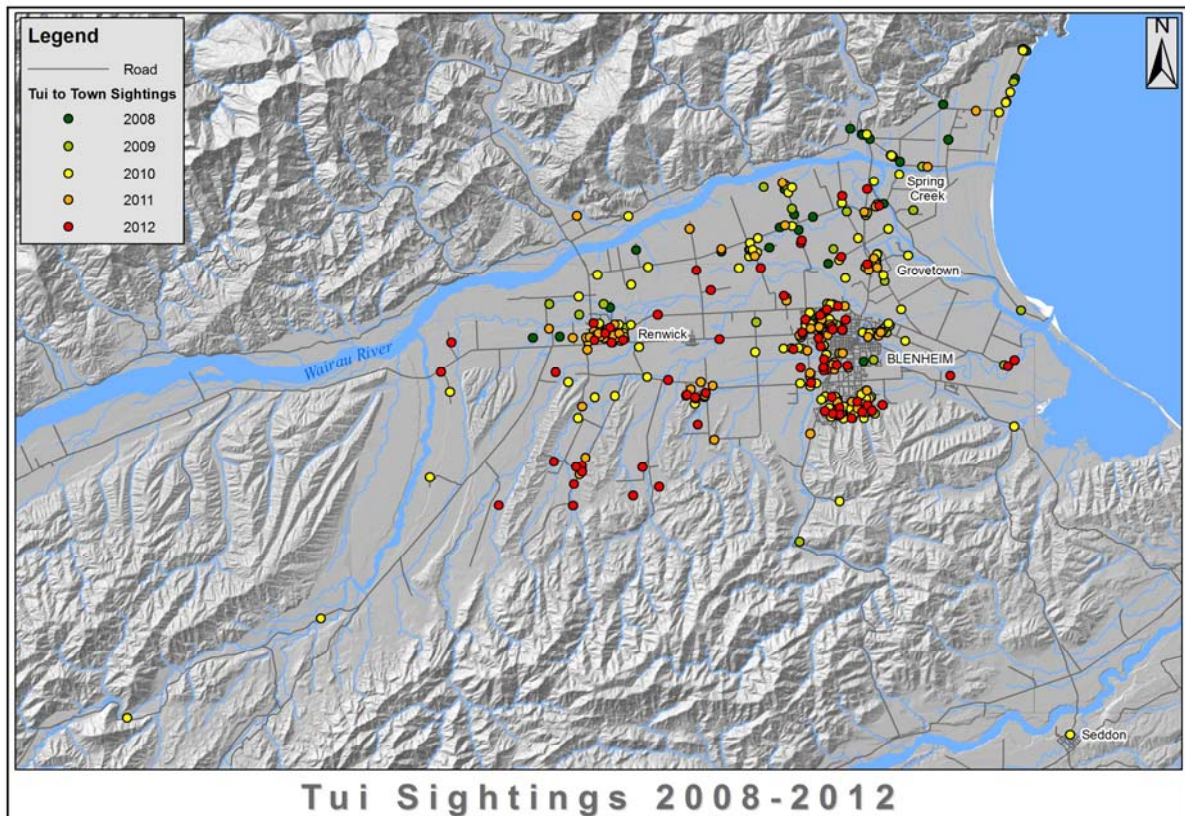 Legend
Road
Tui to Town Sightings
2008
2009
2010
2011
2012
N
Spring
Creek
Grovetown
Renwick
BLENHEIM
Wairau River
Seddon
Tui Sightings 2008-2012